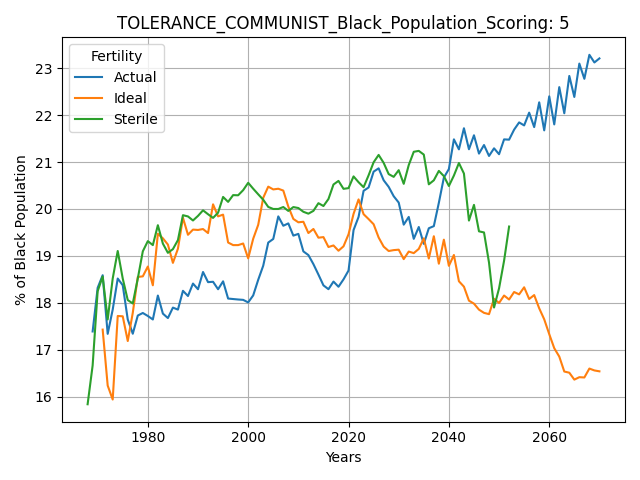 TOLERANCE_COMMUNIST_Black_Population_Scoring: 5
Fertility
Actual
Ideal
Sterile
% of Black Population
23
22
21
20
19
18
17
16
1980 2000 2020 2040 2060
Years